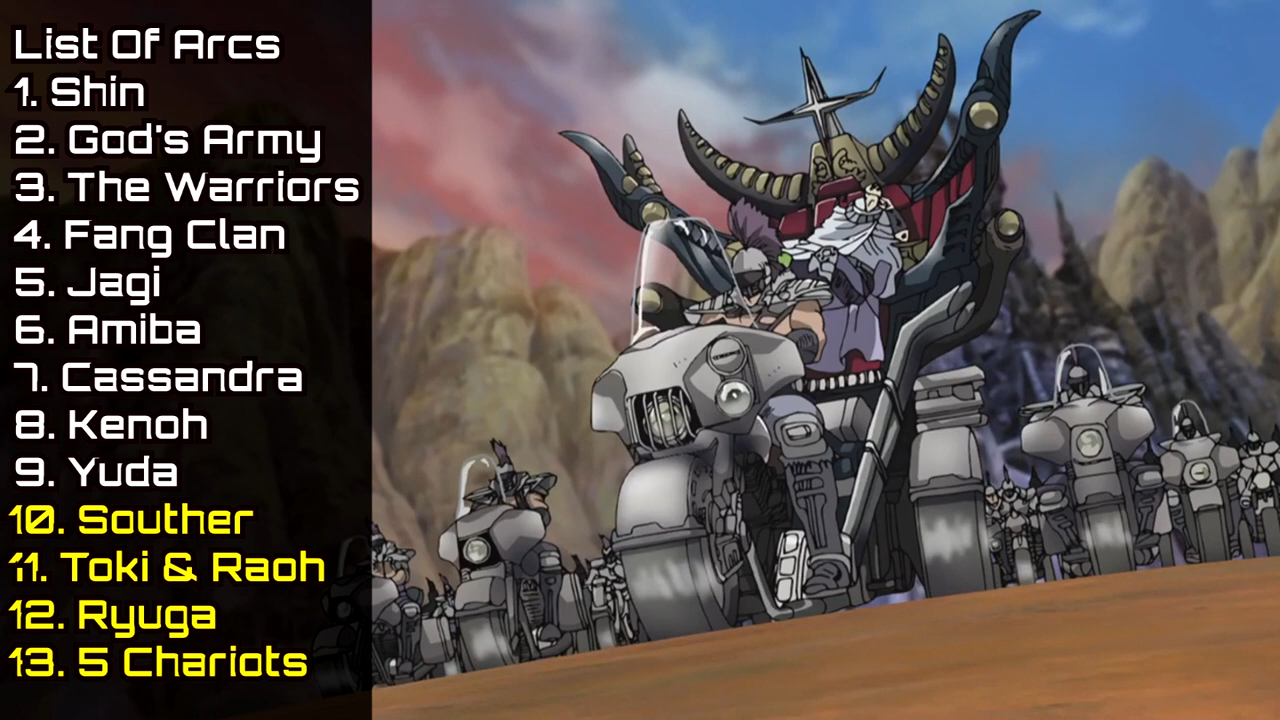 List Of Arcs
1. Shin
2. God's Army
3. The Warriors
4. Fang Clan
5. Jagi
6. Amiba
7. Cassandra
8. Kenoh
9. Yuda
10. Souther
11. Toki & Raoh
12. Ryuga
13. 5 Chariots